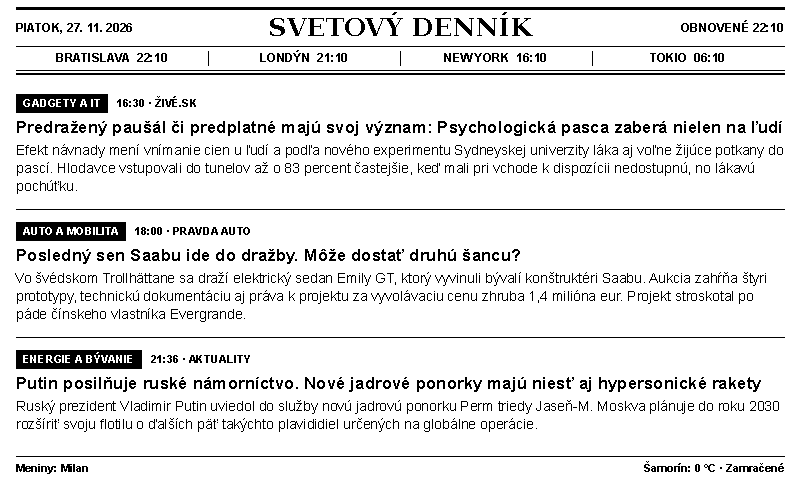 PIATOK, 27. 11. 2026
SVETOVÝ DENNÍK
OBNOVENÉ 22:10
BRATISLAVA 22:10
LONDÝN 21:10
NEW YORK 16:10
TOKIO 06:10
GADGETY A IT 16:30 · ŽIVÉ.SK
Predražený paušál či predplatné majú svoj význam: Psychologická pasca zaberá nielen na ľudí
Efekt návnady mení vnímanie cien u ľudí a podľa nového experimentu Sydneyskej univerzity láka aj voľne žijúce potkany do
pascí. Hlodavce vstupovali do tunelov až o 83 percent častejšie, keď mali pri vchode k dispozícii nedostupnú, no lákavú
pochúťku.
AUTO A MOBILITA 18:00 · PRAVDA AUTO
Posledný sen Saabu ide do dražby. Môže dostať druhú šancu?
Vo švédskom Trollhättane sa draží elektrický sedan Emily GT, ktorý vyvinuli bývalí konštruktéri Saabu. Aukcia zahŕňa štyri
prototypy, technickú dokumentáciu aj práva k projektu za vyvolávaciu cenu zhruba 1,4 milióna eur. Projekt stroskotal po
páde čínskeho vlastníka Evergrande.
ENERGIE A BÝVANIE 21:36 · AKTUALITY
Putin posilňuje ruské námorníctvo. Nové jadrové ponorky majú niesť aj hypersonické rakety
Ruský prezident Vladimir Putin uviedol do služby novú jadrovú ponorku Perm triedy Jaseň-M. Moskva plánuje do roku 2030
rozšíriť svoju flotilu o ďalších päť takýchto plavididiel určených na globálne operácie.
Meniny: Milan
Šamorín: 0 °C · Zamračené